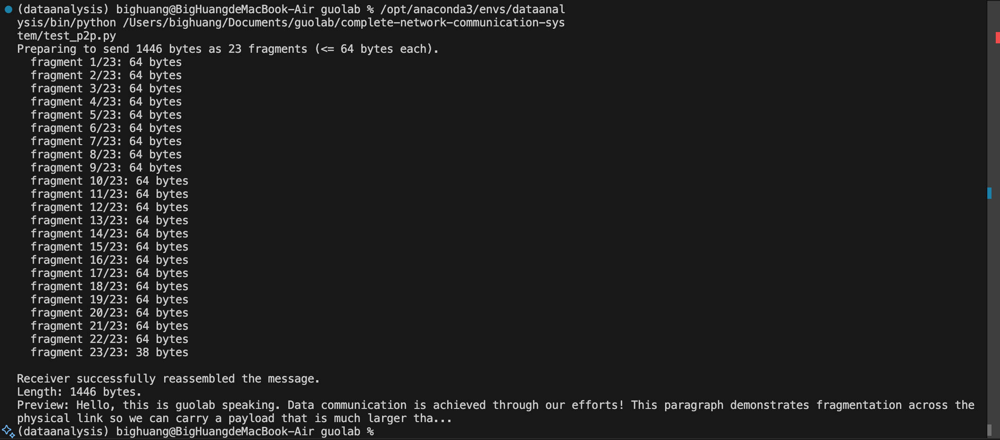 (dataanalysis) bighuang@BigHuangdeMacBook-Air guolab % /opt/anaconda3/envs/dataanal
ysis/bin/python /Users/bighuang/Documents/guolab/complete-network-communication-sys
tem/test_p2p.py
Preparing to send 1446 bytes as 23 fragments (<= 64 bytes each).
  fragment 1/23: 64 bytes
  fragment 2/23: 64 bytes
  fragment 3/23: 64 bytes
  fragment 4/23: 64 bytes
  fragment 5/23: 64 bytes
  fragment 6/23: 64 bytes
  fragment 7/23: 64 bytes
  fragment 8/23: 64 bytes
  fragment 9/23: 64 bytes
  fragment 10/23: 64 bytes
  fragment 11/23: 64 bytes
  fragment 12/23: 64 bytes
  fragment 13/23: 64 bytes
  fragment 14/23: 64 bytes
  fragment 15/23: 64 bytes
  fragment 16/23: 64 bytes
  fragment 17/23: 64 bytes
  fragment 18/23: 64 bytes
  fragment 19/23: 64 bytes
  fragment 20/23: 64 bytes
  fragment 21/23: 64 bytes
  fragment 22/23: 64 bytes
  fragment 23/23: 38 bytes

Receiver successfully reassembled the message.
Length: 1446 bytes.
Preview: Hello, this is guolab speaking. Data communication is achieved through our efforts! This paragraph demonstrates fragmentation across the
physical link so we can carry a payload that is much larger tha...
(dataanalysis) bighuang@BigHuangdeMacBook-Air guolab %